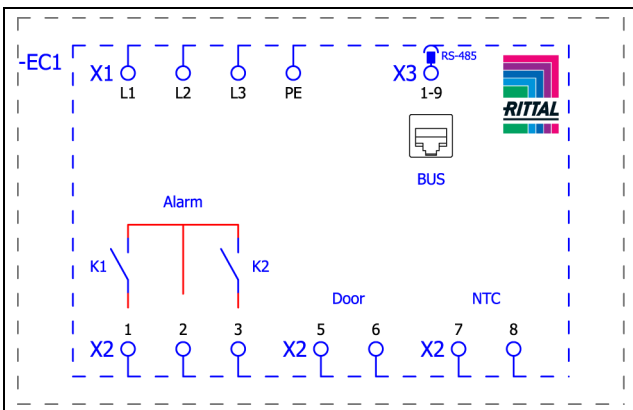 -EC1
X1
L1
L2
L3
PE
X3
RS-485
1-9
RITTAL
BUS
Alarm
K1
K2
Door
NTC
X2
1
2
3
X2
5
6
X2
7
8